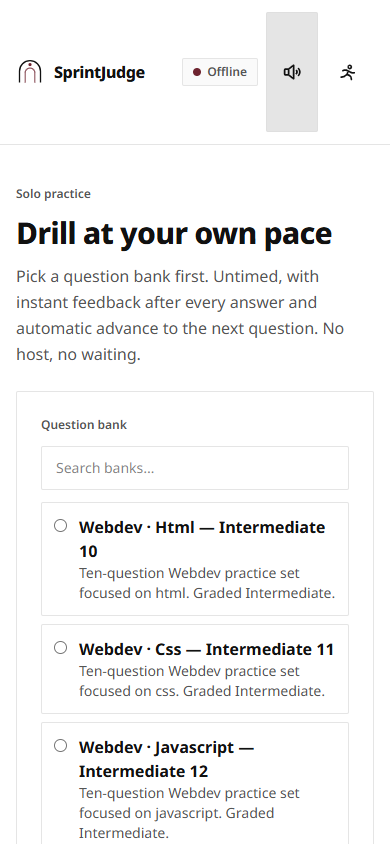 SprintJudge
Offline
Solo practice
Drill at your own pace
Pick a question bank first. Untimed, with
instant feedback after every answer and
automatic advance to the next question. No
host, no waiting.
Question bank
Search banks...
Webdev · Html — Intermediate
10
Ten-question Webdev practice set
focused on html. Graded Intermediate.
Webdev · Css — Intermediate 11
Ten-question Webdev practice set
focused on css. Graded Intermediate.
Webdev · Javascript —
Intermediate 12
Ten-question Webdev practice set
focused on javascript. Graded
Intermediate.